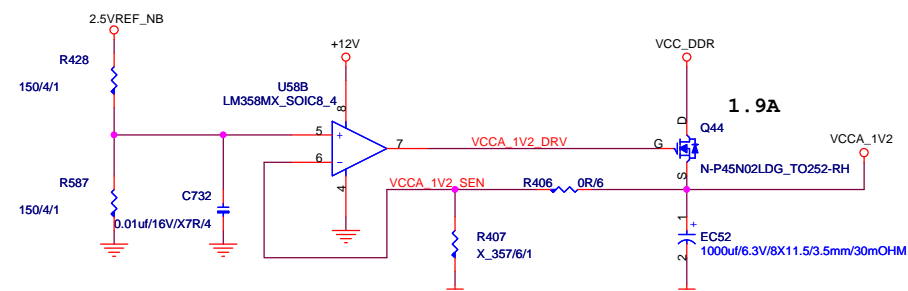 2.5VREF_NB
+12V
VCC_DDR
R428
150/4/1
U58B
LM358MX_SOIC8_4
8
5
+
6
−
7
4
VCCA_1V2_DRV
1.9A
D
Q44
G
S
N-P45N02LDG_TO252-RH
VCCA_1V2
R587
150/4/1
C732
0.01uf/16V/X7R/4
VCCA_1V2_SEN
R406
0R/6
R407
X_357/6/1
1
+
EC52
2
1000uf/6.3V/8X11.5/3.5mm/30mOHM